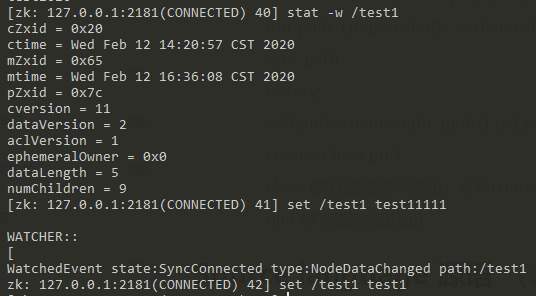 [zk: 127.0.0.1:2181(CONNECTED) 40] stat -w /test1
cZxid = 0x20
ctime = Wed Feb 12 14:20:57 CST 2020
mZxid = 0x65
mtime = Wed Feb 12 16:36:08 CST 2020
pZxid = 0x7c
cversion = 11
dataVersion = 2
aclVersion = 1
ephemeralOwner = 0x0
dataLength = 5
numChildren = 9
[zk: 127.0.0.1:2181(CONNECTED) 41] set /test1 test11111
WATCHER::
[
WatchedEvent state:SyncConnected type:NodeDataChanged path:/test1
zk: 127.0.0.1:2181(CONNECTED) 42] set /test1 test1